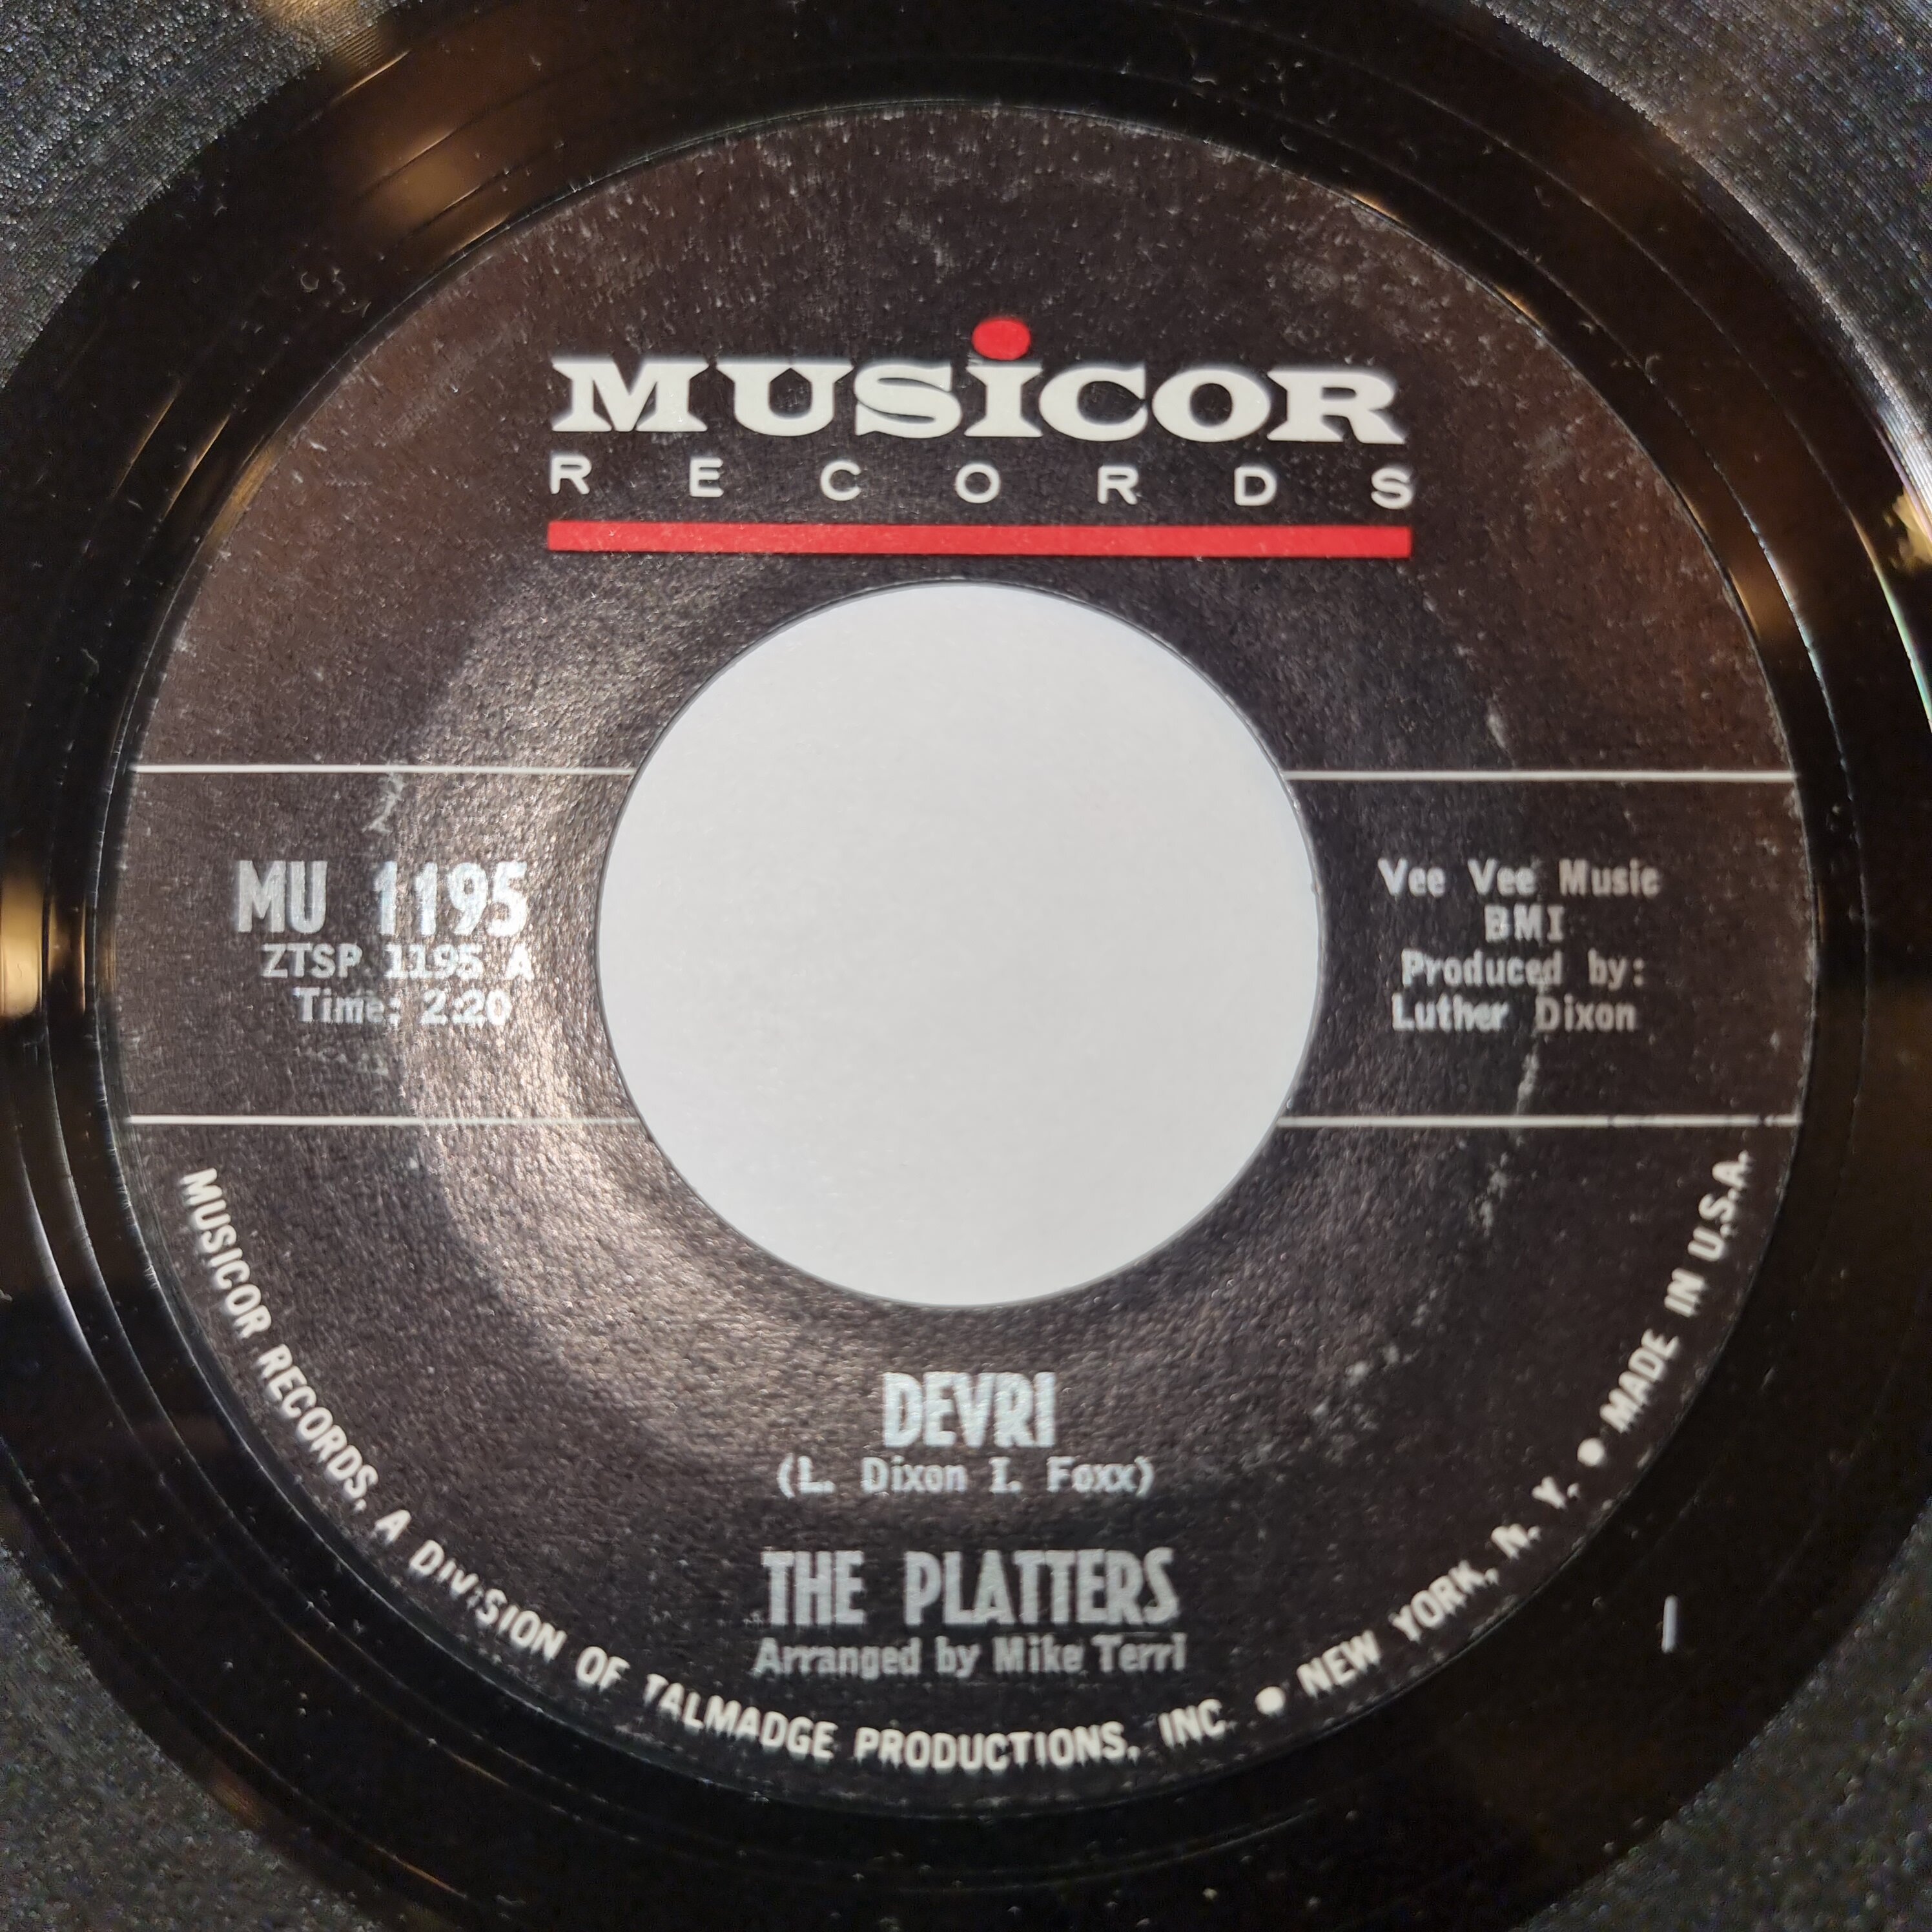 MUSiCOR
RECORDS
MU 1195
ZTSP 1195 A
Time: 2:20
Vee Vee Music
BMI
Produced by:
Luther Dixon
DEVRI
(L. Dixon I. Foxx)
THE PLATTERS
Arranged by Mike Terri
MUSICOR RECORDS, A DIVISION OF TALMADGE PRODUCTIONS, INC. • NEW YORK, N. Y. • MADE IN U.S.A.